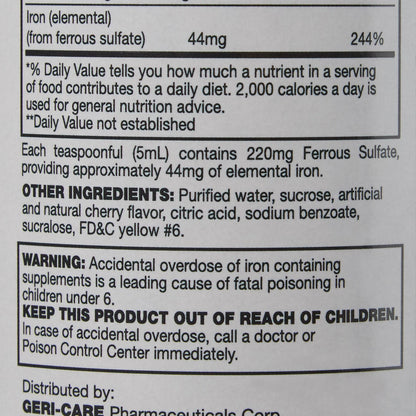 Iron (elemental)
(from ferrous sulfate) 44mg 244%
*% Daily Value tells you how much a nutrient in a serving
of food contributes to a daily diet. 2,000 calories a day is
used for general nutrition advice.
**Daily Value not established
Each teaspoonful (5mL) contains 220mg Ferrous Sulfate,
providing approximately 44mg of elemental iron.
OTHER INGREDIENTS: Purified water, sucrose, artificial
and natural cherry flavor, citric acid, sodium benzoate,
sucralose, FD&C yellow #6.
WARNING: Accidental overdose of iron containing
supplements is a leading cause of fatal poisoning in
children under 6.
KEEP THIS PRODUCT OUT OF REACH OF CHILDREN.
In case of accidental overdose, call a doctor or
Poison Control Center immediately.
Distributed by:
GERI-CARE Pharmaceuticals Corp